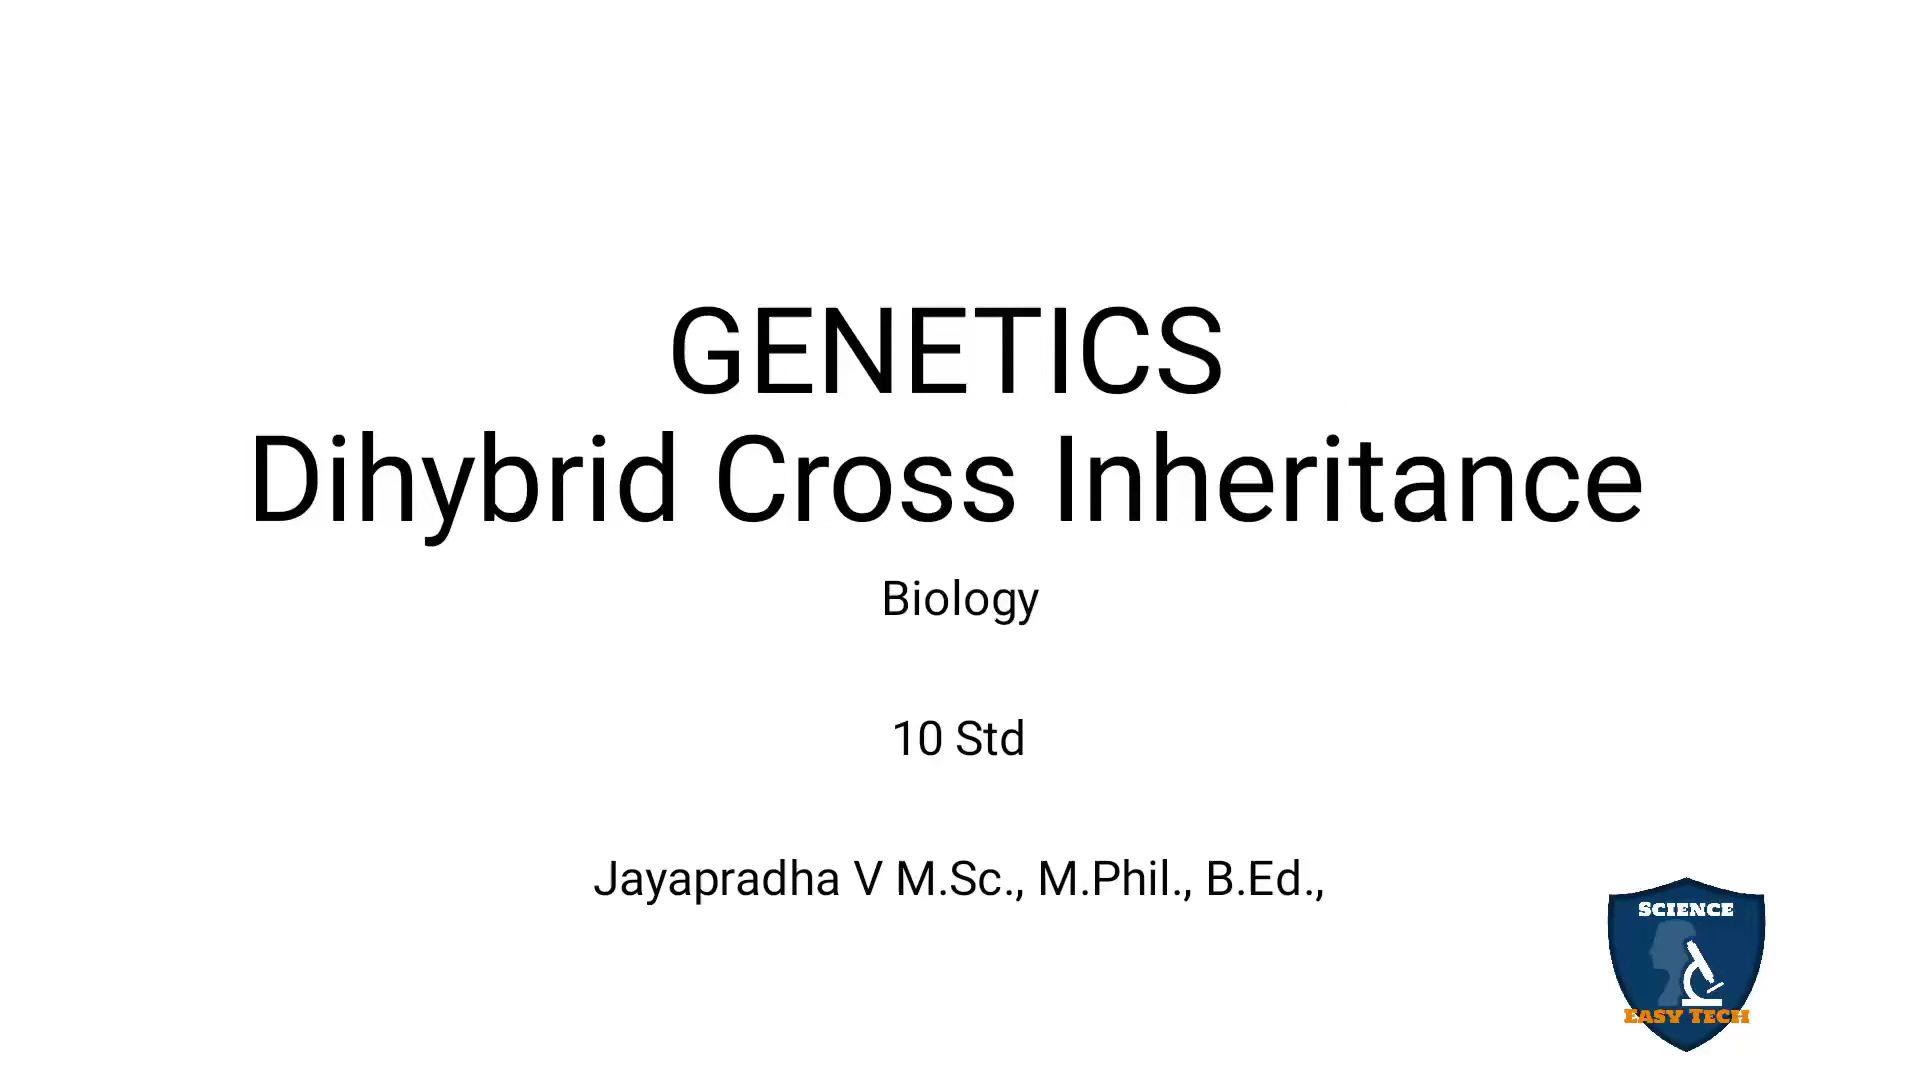 GENETICS
Dihybrid Cross Inheritance
Biology
10 Std
Jayapradha V M.Sc., M.Phil., B.Ed.,
SCIENCE
EASY TECH